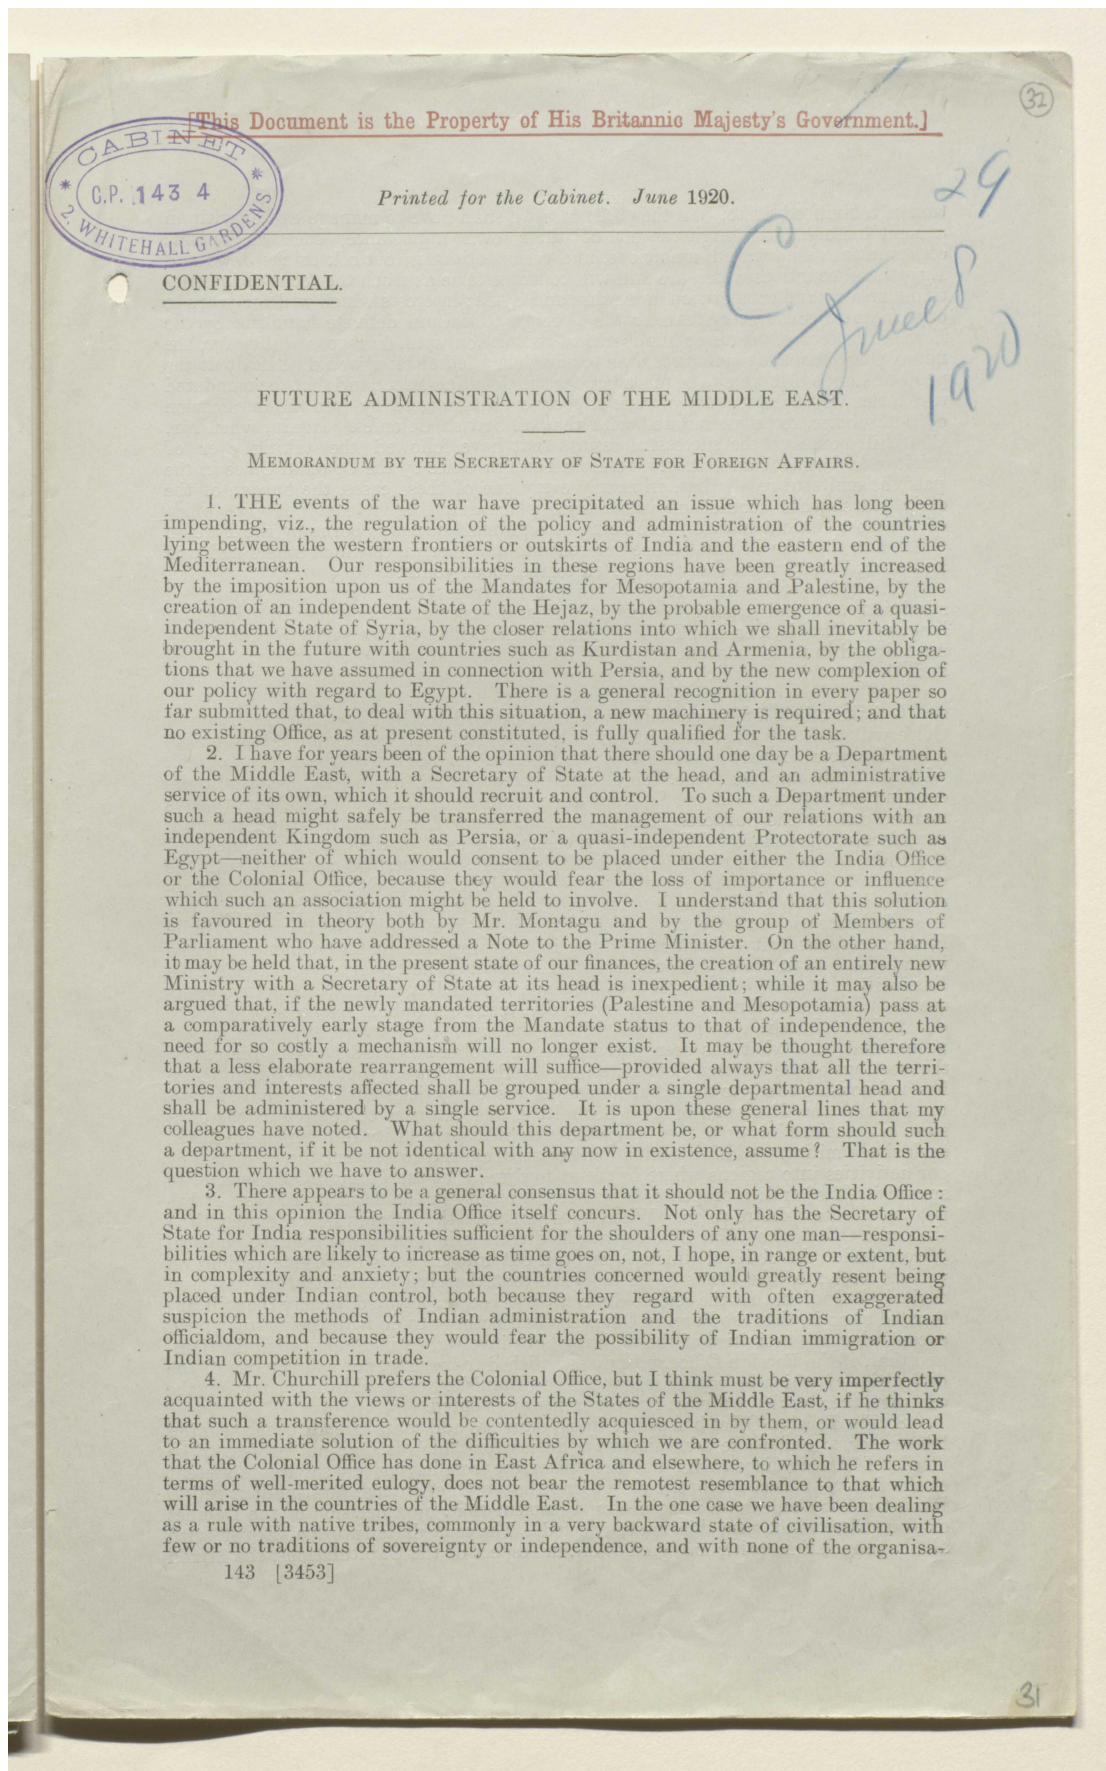 32
[This Document is the Property of His Britannic Majesty's Government.]
CABINET
C.P. 143 4
2. WHITEHALL GARDENS
29
Printed for the Cabinet. June 1920.
C
June 8
1920
CONFIDENTIAL.
FUTURE ADMINISTRATION OF THE MIDDLE EAST.
MEMORANDUM BY THE SECRETARY OF STATE FOR FOREIGN AFFAIRS.
1. THE events of the war have precipitated an issue which has long been
impending, viz., the regulation of the policy and administration of the countries
lying between the western frontiers or outskirts of India and the eastern end of the
Mediterranean. Our responsibilities in these regions have been greatly increased
by the imposition upon us of the Mandates for Mesopotamia and Palestine, by the
creation of an independent State of the Hejaz, by the probable emergence of a quasi-
independent State of Syria, by the closer relations into which we shall inevitably be
brought in the future with countries such as Kurdistan and Armenia, by the obliga-
tions that we have assumed in connection with Persia, and by the new complexion of
our policy with regard to Egypt. There is a general recognition in every paper so
far submitted that, to deal with this situation, a new machinery is required; and that
no existing Office, as at present constituted, is fully qualified for the task.
2. I have for years been of the opinion that there should one day be a Department
of the Middle East, with a Secretary of State at the head, and an administrative
service of its own, which it should recruit and control. To such a Department under
such a head might safely be transferred the management of our relations with an
independent Kingdom such as Persia, or a quasi-independent Protectorate such as
Egypt—neither of which would consent to be placed under either the India Office
or the Colonial Office, because they would fear the loss of importance or influence
which such an association might be held to involve. I understand that this solution
is favoured in theory both by Mr. Montagu and by the group of Members of
Parliament who have addressed a Note to the Prime Minister. On the other hand,
it may be held that, in the present state of our finances, the creation of an entirely new
Ministry with a Secretary of State at its head is inexpedient; while it may also be
argued that, if the newly mandated territories (Palestine and Mesopotamia) pass at
a comparatively early stage from the Mandate status to that of independence, the
need for so costly a mechanism will no longer exist. It may be thought therefore
that a less elaborate rearrangement will suffice—provided always that all the terri-
tories and interests affected shall be grouped under a single departmental head and
shall be administered by a single service. It is upon these general lines that my
colleagues have noted. What should this department be, or what form should such
a department, if it be not identical with any now in existence, assume? That is the
question which we have to answer.
3. There appears to be a general consensus that it should not be the India Office:
and in this opinion the India Office itself concurs. Not only has the Secretary of
State for India responsibilities sufficient for the shoulders of any one man—responsi-
bilities which are likely to increase as time goes on, not, I hope, in range or extent, but
in complexity and anxiety; but the countries concerned would greatly resent being
placed under Indian control, both because they regard with often exaggerated
suspicion the methods of Indian administration and the traditions of Indian
officialdom, and because they would fear the possibility of Indian immigration or
Indian competition in trade.
4. Mr. Churchill prefers the Colonial Office, but I think must be very imperfectly
acquainted with the views or interests of the States of the Middle East, if he thinks
that such a transference would be contentedly acquiesced in by them, or would lead
to an immediate solution of the difficulties by which we are confronted. The work
that the Colonial Office has done in East Africa and elsewhere, to which he refers in
terms of well-merited eulogy, does not bear the remotest resemblance to that which
will arise in the countries of the Middle East. In the one case we have been dealing
as a rule with native tribes, commonly in a very backward state of civilisation, with
few or no traditions of sovereignty or independence, and with none of the organisa-
143 [3453]
31